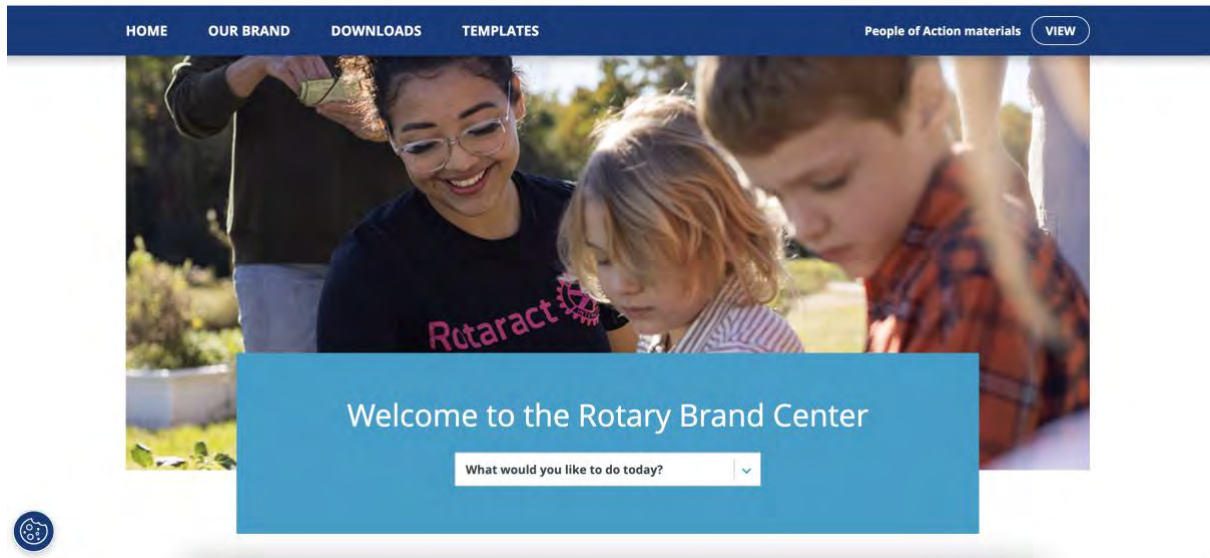 HOME OUR BRAND DOWNLOADS TEMPLATES People of Action materials VIEW
Rotaract
Welcome to the Rotary Brand Center
What would you like to do today?